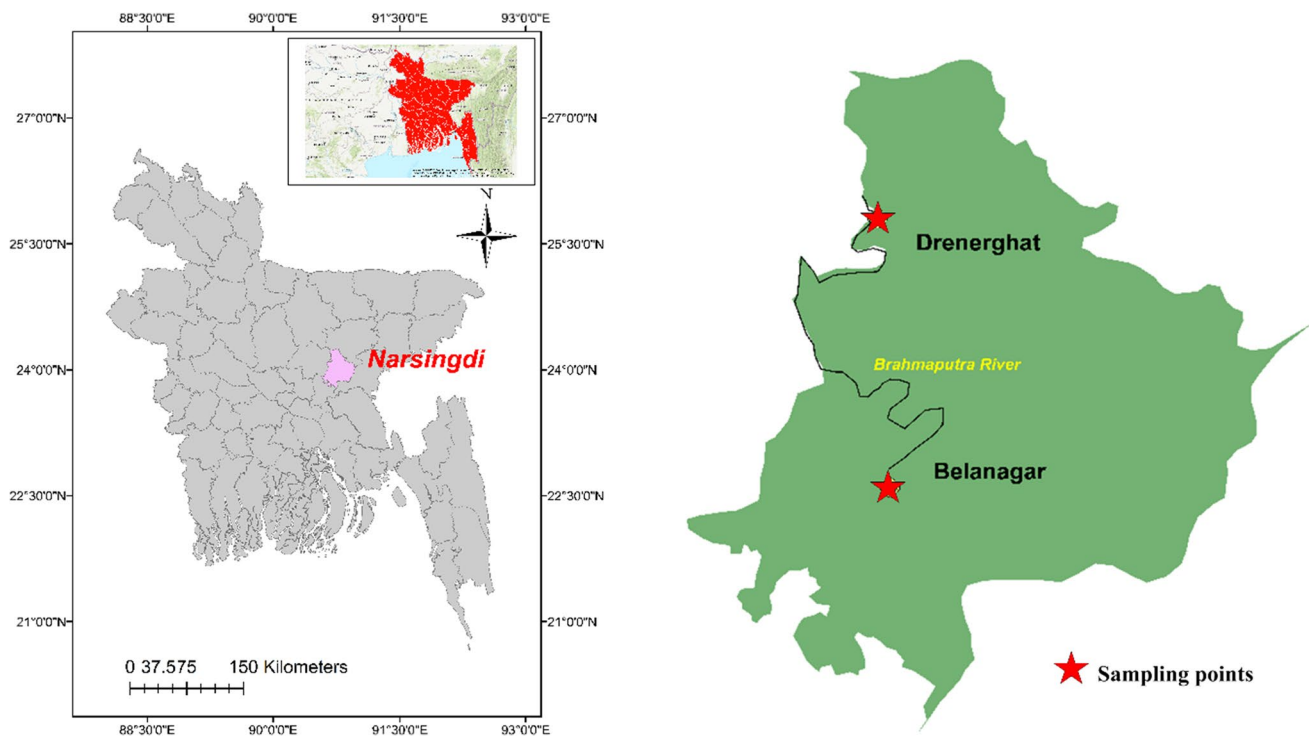 88°30'0"E 90°0'0"E 91°30'0"E 93°0'0"E
27°0'0"N 27°0'0"N
N
25°30'0"N 25°30'0"N
Drenerghat
Narsingdi
24°0'0"N 24°0'0"N
Brahmaputra River
Belanagar
22°30'0"N 22°30'0"N
21°0'0"N 21°0'0"N
0 37.575 150 Kilometers
Sampling points
88°30'0"E 90°0'0"E 91°30'0"E 93°0'0"E